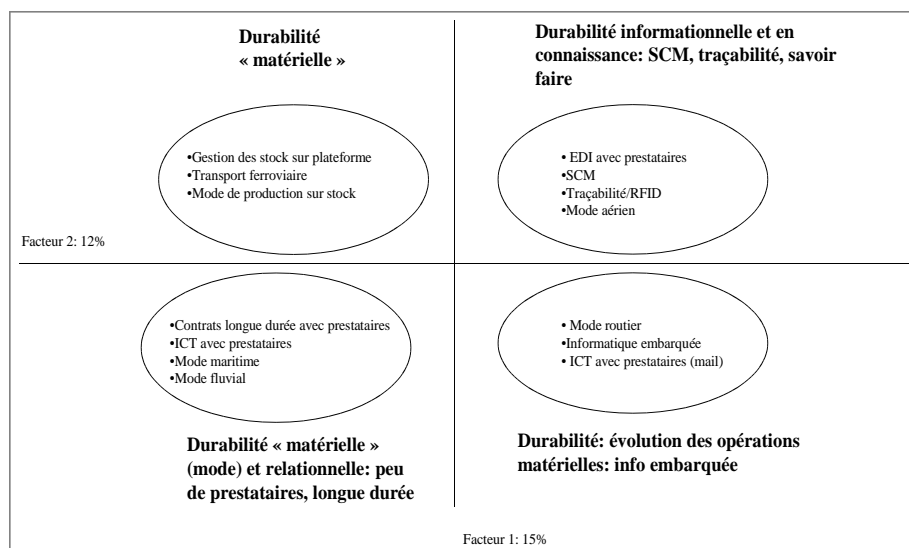 Durabilité
« matérielle »
Durabilité informationnelle et en
connaissance: SCM, traçabilité, savoir
faire
•Gestion des stock sur plateforme
•Transport ferroviaire
•Mode de production sur stock
• EDI avec prestataires
•SCM
•Traçabilité/RFID
•Mode aérien
Facteur 2: 12%
•Contrats longue durée avec prestataires
•ICT avec prestataires
•Mode maritime
•Mode fluvial
• Mode routier
•Informatique embarquée
• ICT avec prestataires (mail)
Durabilité « matérielle »
(mode) et relationnelle: peu
de prestataires, longue durée
Durabilité: évolution des opérations
matérielles: info embarquée
Facteur 1: 15%